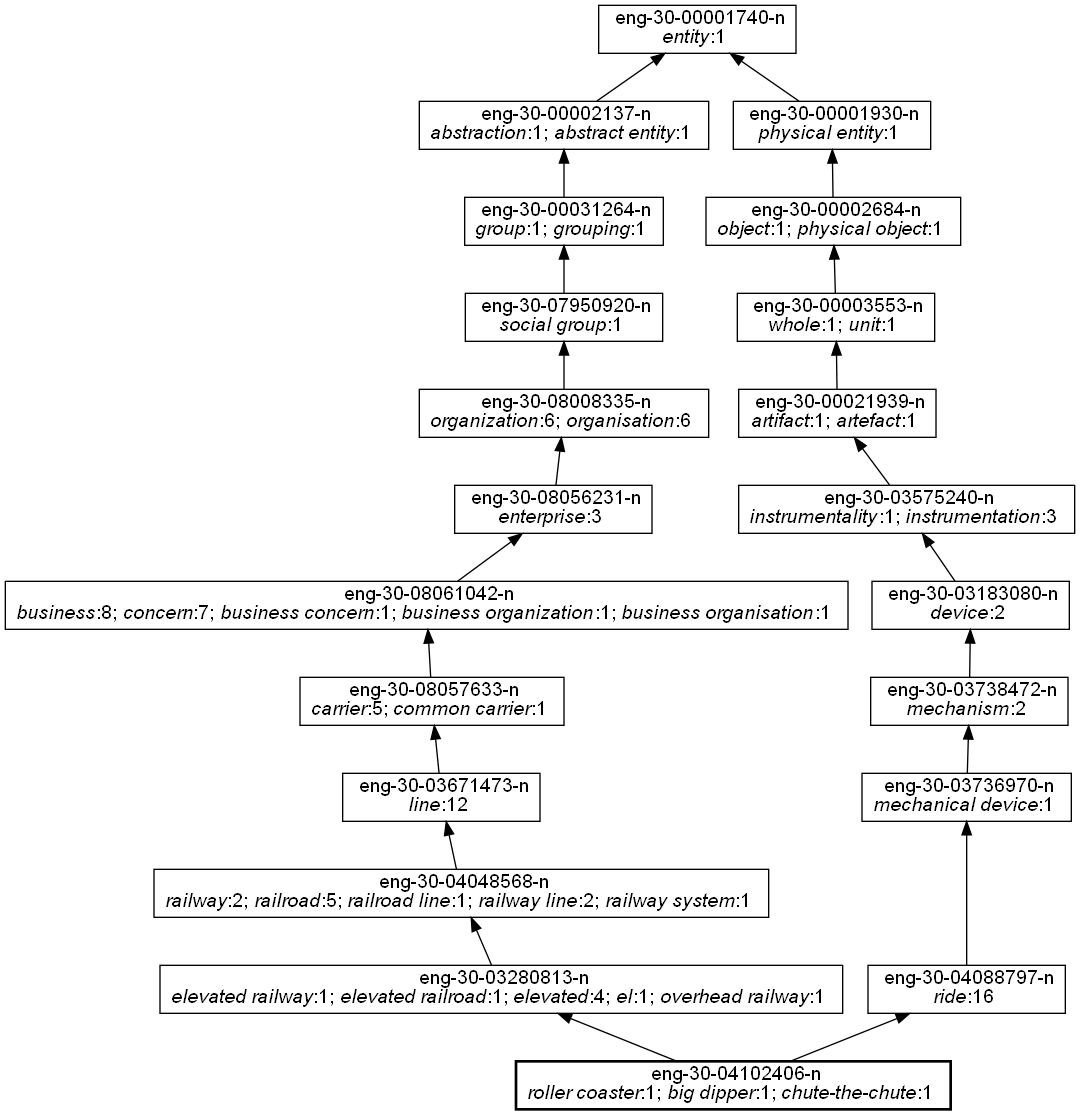 eng-30-00001740-n
entity:1
eng-30-00002137-n
abstraction:1; abstract entity:1
eng-30-00001930-n
physical entity:1
eng-30-00031264-n
group:1; grouping:1
eng-30-00002684-n
object:1; physical object:1
eng-30-07950920-n
social group:1
eng-30-00003553-n
whole:1; unit:1
eng-30-08008335-n
organization:6; organisation:6
eng-30-00021939-n
artifact:1; artefact:1
eng-30-08056231-n
enterprise:3
eng-30-03575240-n
instrumentality:1; instrumentation:3
eng-30-08061042-n
business:8; concern:7; business concern:1; business organization:1; business organisation:1
eng-30-03183080-n
device:2
eng-30-08057633-n
carrier:5; common carrier:1
eng-30-03738472-n
mechanism:2
eng-30-03671473-n
line:12
eng-30-03736970-n
mechanical device:1
eng-30-04048568-n
railway:2; railroad:5; railroad line:1; railway line:2; railway system:1
eng-30-03280813-n
elevated railway:1; elevated railroad:1; elevated:4; el:1; overhead railway:1
eng-30-04088797-n
ride:16
eng-30-04102406-n
roller coaster:1; big dipper:1; chute-the-chute:1